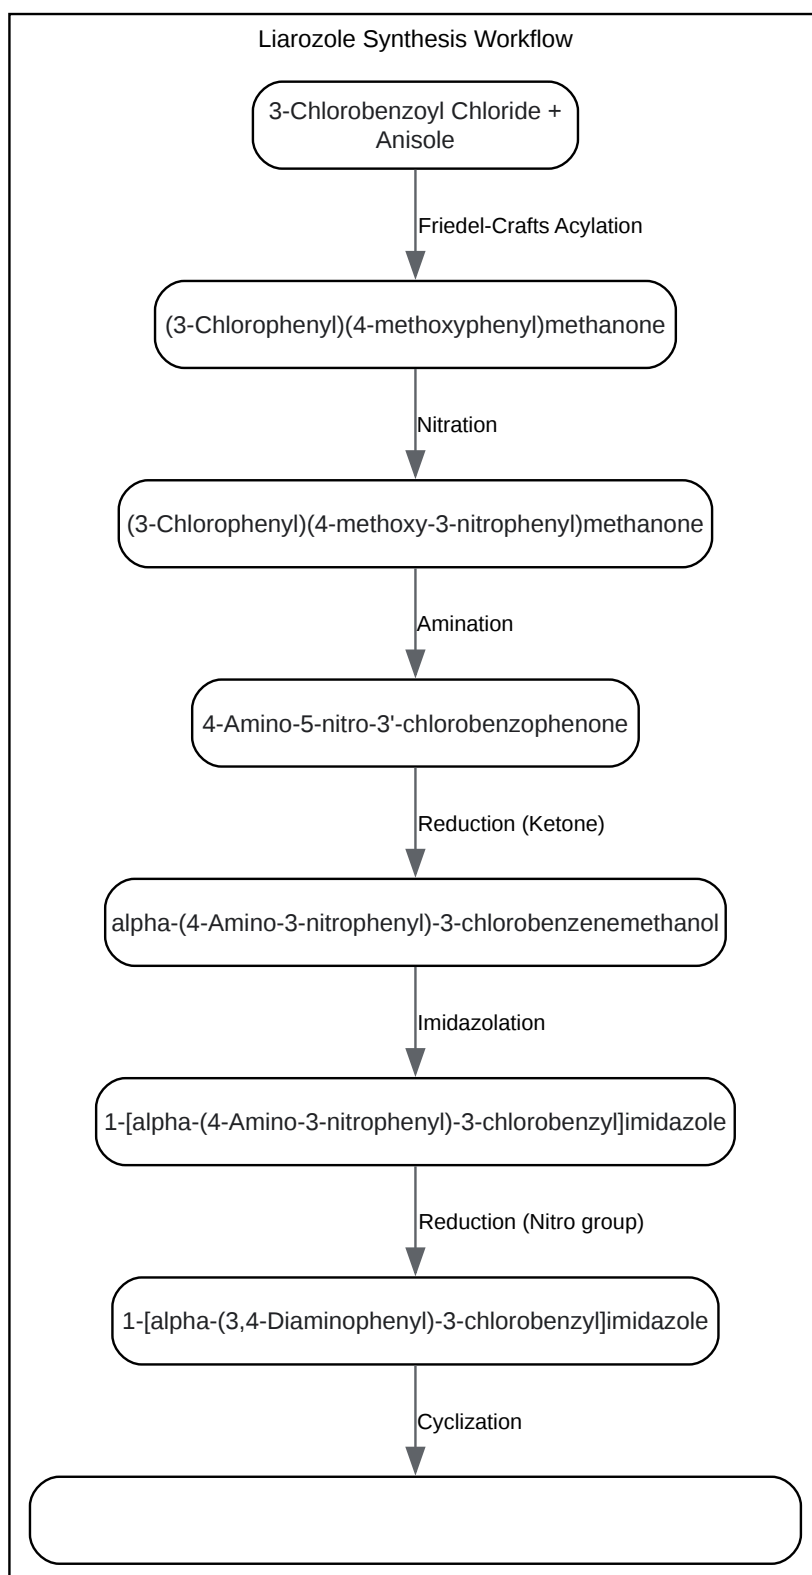 Liarozole Synthesis Workflow
3-Chlorobenzoyl Chloride +
Anisole
Friedel-Crafts Acylation
(3-Chlorophenyl)(4-methoxyphenyl)methanone
Nitration
(3-Chlorophenyl)(4-methoxy-3-nitrophenyl)methanone
Amination
4-Amino-5-nitro-3'-chlorobenzophenone
Reduction (Ketone)
alpha-(4-Amino-3-nitrophenyl)-3-chlorobenzenemethanol
Imidazolation
1-[alpha-(4-Amino-3-nitrophenyl)-3-chlorobenzyl]imidazole
Reduction (Nitro group)
1-[alpha-(3,4-Diaminophenyl)-3-chlorobenzyl]imidazole
Cyclization